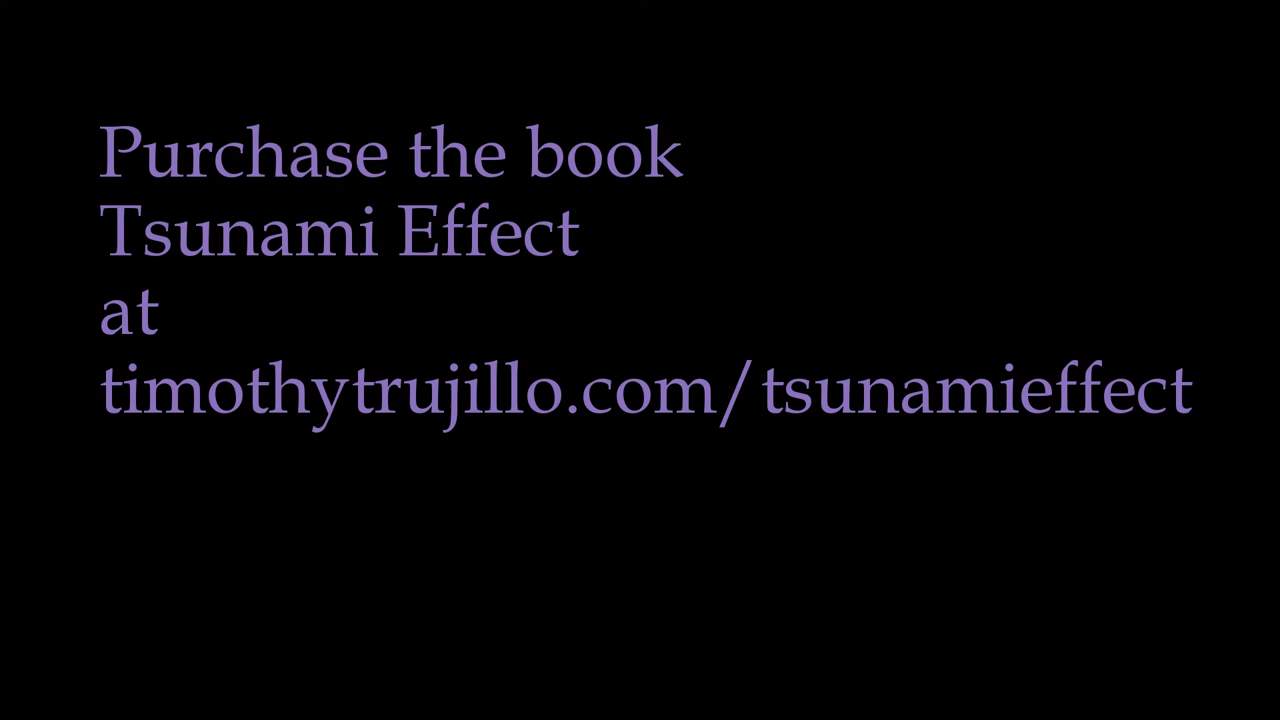 Purchase the book
Tsunami Effect
at
timothytrujillo.com/tsunamieffect